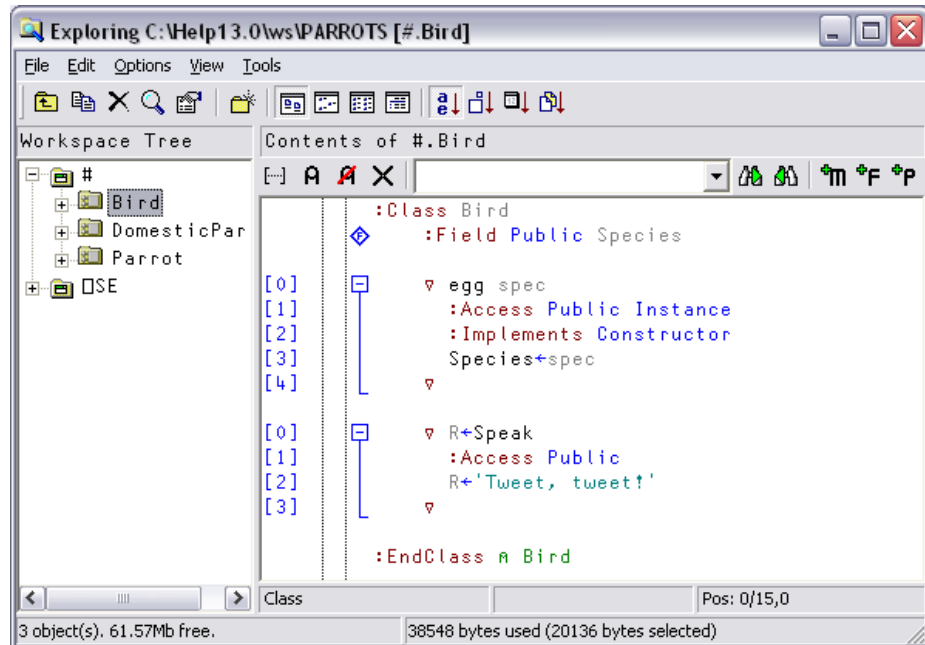 Exploring C:\Help13.0\ws\PARROTS [#.Bird]
File Edit Options View Tools
Workspace Tree
Contents of #.Bird
#
Bird
DomesticPar
Parrot
⎕SE
:Class Bird
:Field Public Species
[0] ∇ egg spec
[1] :Access Public Instance
[2] :Implements Constructor
[3] Species←spec
[4] ∇
[0] ∇ R←Speak
[1] :Access Public
[2] R←'Tweet, tweet!'
[3] ∇
:EndClass ⍝ Bird
Class
Pos: 0/15,0
3 object(s). 61.57Mb free.
38548 bytes used (20136 bytes selected)